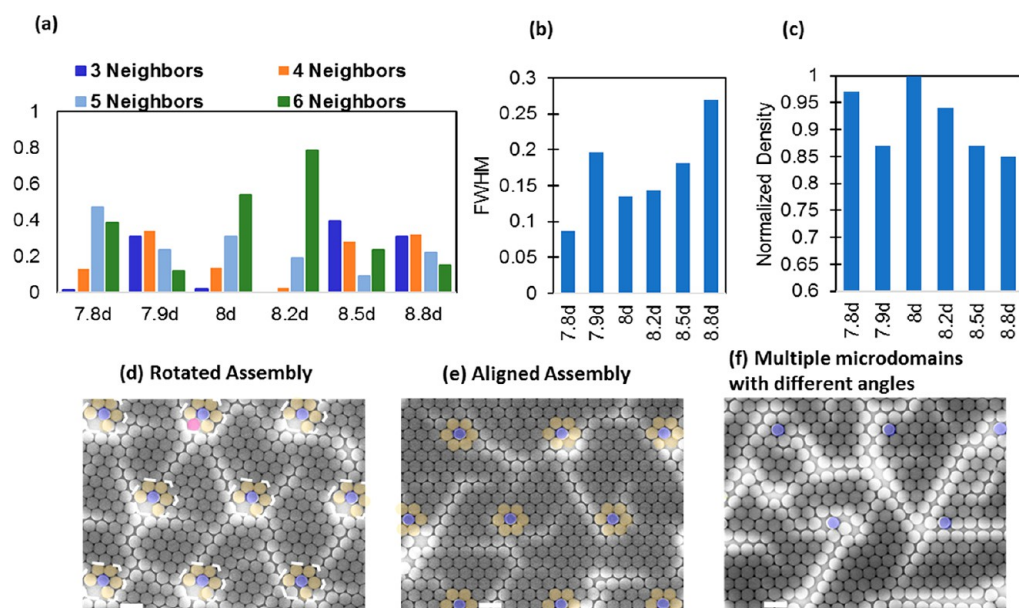 (a)
3 Neighbors
4 Neighbors
5 Neighbors
6 Neighbors
1
0.8
0.6
0.4
0.2
0
7.8d 7.9d 8d 8.2d 8.5d 8.8d
(b)
FWHM
0.3
0.25
0.2
0.15
0.1
0.05
0
7.8d 7.9d 8d 8.2d 8.5d 8.8d
(c)
Normalized Density
1
0.95
0.9
0.85
0.8
0.75
0.7
0.65
0.6
7.8d 7.9d 8d 8.2d 8.5d 8.8d
(d) Rotated Assembly
(e) Aligned Assembly
(f) Multiple microdomains
with different angles